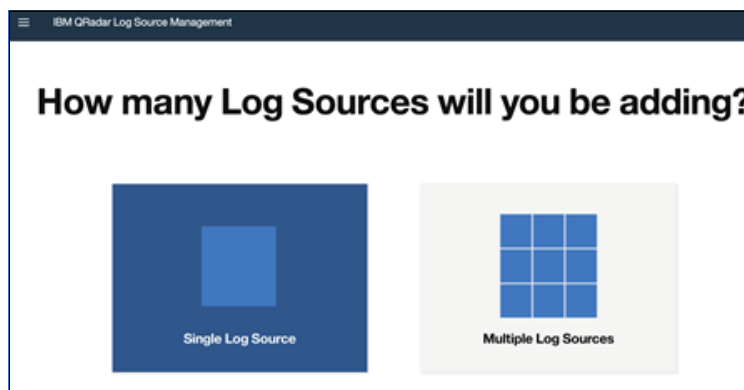 IBM QRadar Log Source Management
How many Log Sources will you be adding?
Single Log Source
Multiple Log Sources